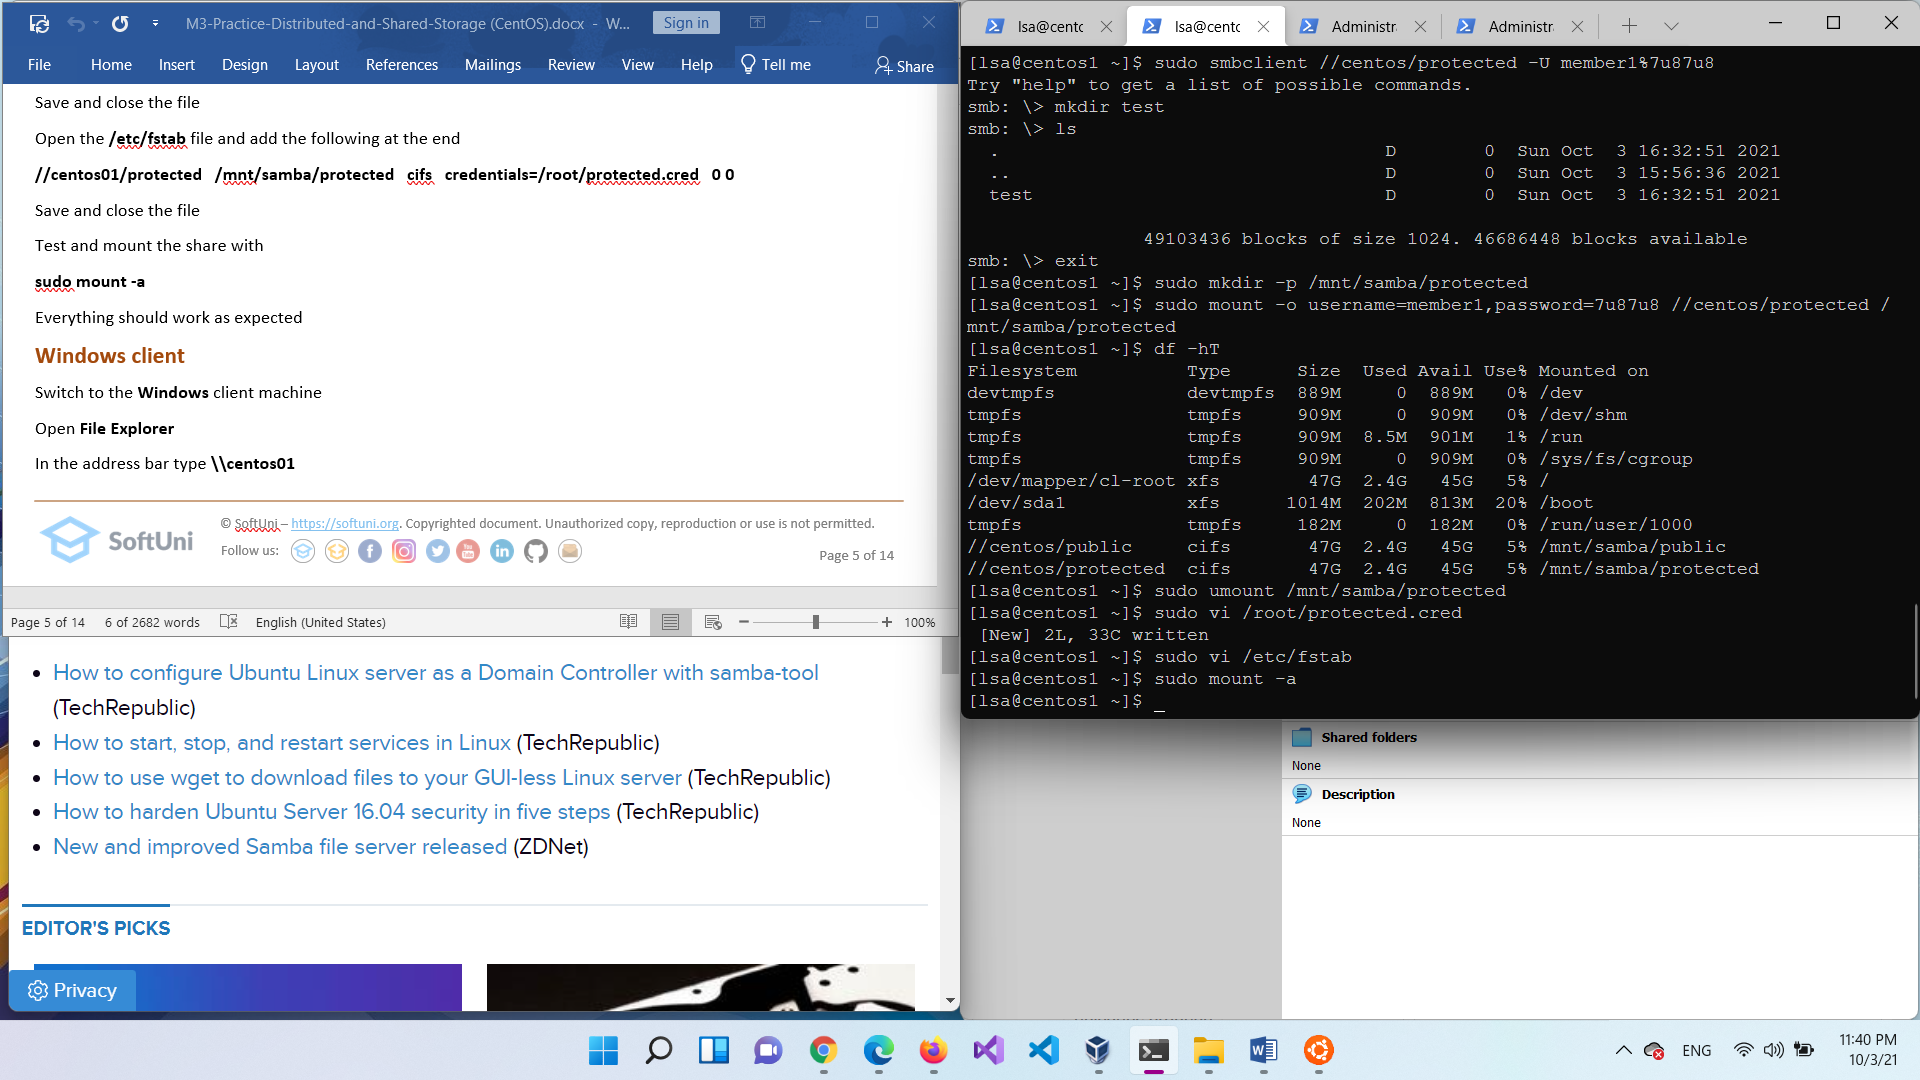 M3-Practice-Distributed-and-Shared-Storage (CentOS).docx - W...
Sign in
File Home Insert Design Layout References Mailings Review View Help Tell me Share
Save and close the file
Open the /etc/fstab file and add the following at the end
//centos01/protected /mnt/samba/protected cifs credentials=/root/protected.cred 0 0
Save and close the file
Test and mount the share with
sudo mount -a
Everything should work as expected
Windows client
Switch to the Windows client machine
Open File Explorer
In the address bar type \\centos01
SoftUni
© SoftUni – https://softuni.org. Copyrighted document. Unauthorized copy, reproduction or use is not permitted.
Follow us:
Page 5 of 14
Page 5 of 14 6 of 2682 words English (United States) 100%
• How to configure Ubuntu Linux server as a Domain Controller with samba-tool
(TechRepublic)
• How to start, stop, and restart services in Linux (TechRepublic)
• How to use wget to download files to your GUI-less Linux server (TechRepublic)
• How to harden Ubuntu Server 16.04 security in five steps (TechRepublic)
• New and improved Samba file server released (ZDNet)
EDITOR'S PICKS
Privacy
lsa@cento lsa@cento Administra Administra
[lsa@centos1 ~]$ sudo smbclient //centos/protected -U member1%7u87u8
Try "help" to get a list of possible commands.
smb: \> mkdir test
smb: \> ls
. D 0 Sun Oct 3 16:32:51 2021
.. D 0 Sun Oct 3 15:56:36 2021
test D 0 Sun Oct 3 16:32:51 2021
49103436 blocks of size 1024. 46686448 blocks available
smb: \> exit
[lsa@centos1 ~]$ sudo mkdir -p /mnt/samba/protected
[lsa@centos1 ~]$ sudo mount -o username=member1,password=7u87u8 //centos/protected /
mnt/samba/protected
[lsa@centos1 ~]$ df -hT
Filesystem Type Size Used Avail Use% Mounted on
devtmpfs devtmpfs 889M 0 889M 0% /dev
tmpfs tmpfs 909M 0 909M 0% /dev/shm
tmpfs tmpfs 909M 8.5M 901M 1% /run
tmpfs tmpfs 909M 0 909M 0% /sys/fs/cgroup
/dev/mapper/cl-root xfs 47G 2.4G 45G 5% /
/dev/sda1 xfs 1014M 202M 813M 20% /boot
tmpfs tmpfs 182M 0 182M 0% /run/user/1000
//centos/public cifs 47G 2.4G 45G 5% /mnt/samba/public
//centos/protected cifs 47G 2.4G 45G 5% /mnt/samba/protected
[lsa@centos1 ~]$ sudo umount /mnt/samba/protected
[lsa@centos1 ~]$ sudo vi /root/protected.cred
[New] 2L, 33C written
[lsa@centos1 ~]$ sudo vi /etc/fstab
[lsa@centos1 ~]$ sudo mount -a
[lsa@centos1 ~]$ _
Shared folders
None
Description
None
ENG
11:40 PM
10/3/21